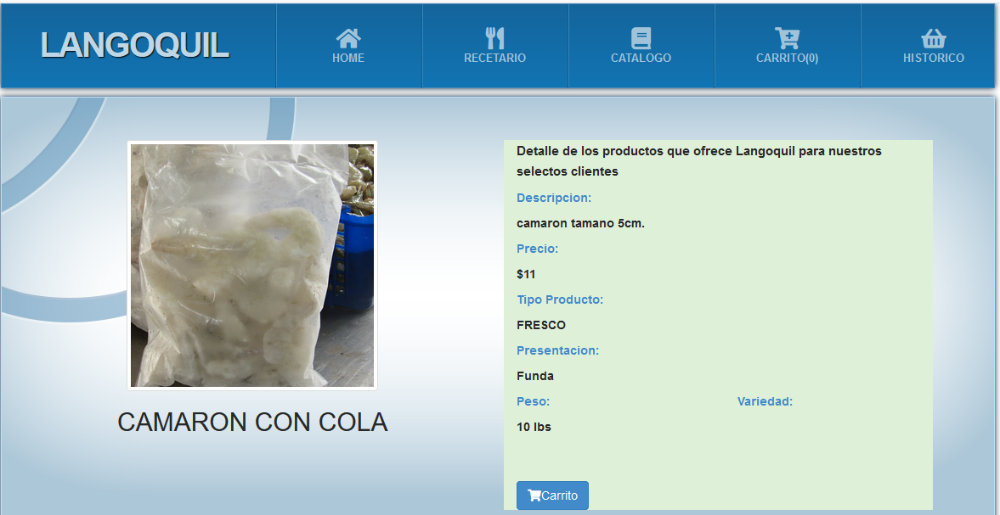 LANGOQUIL
HOME
RECETARIO
CATALOGO
CARRITO(0)
HISTORICO
CAMARON CON COLA
Detalle de los productos que ofrece Langoquil para nuestros
selectos clientes
Descripcion:
camaron tamano 5cm.
Precio:
$11
Tipo Producto:
FRESCO
Presentacion:
Funda
Peso:
Variedad:
10 lbs
Carrito